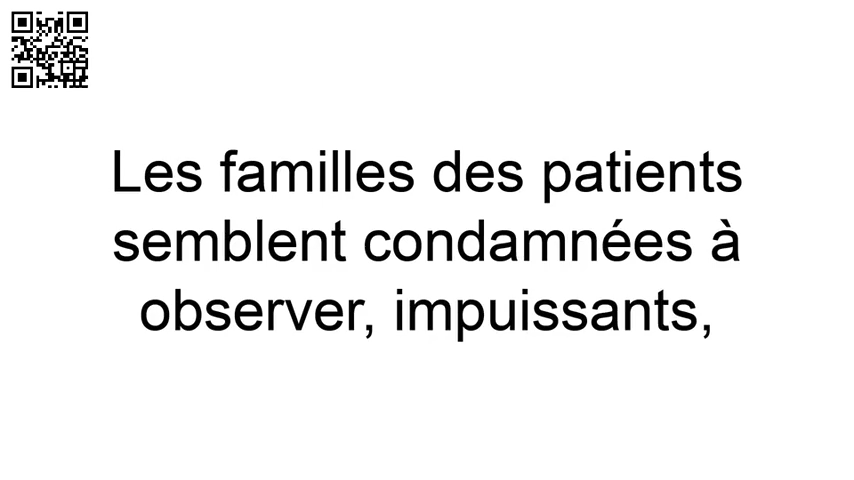 Les familles des patients
semblent condamnées à
observer, impuissants,